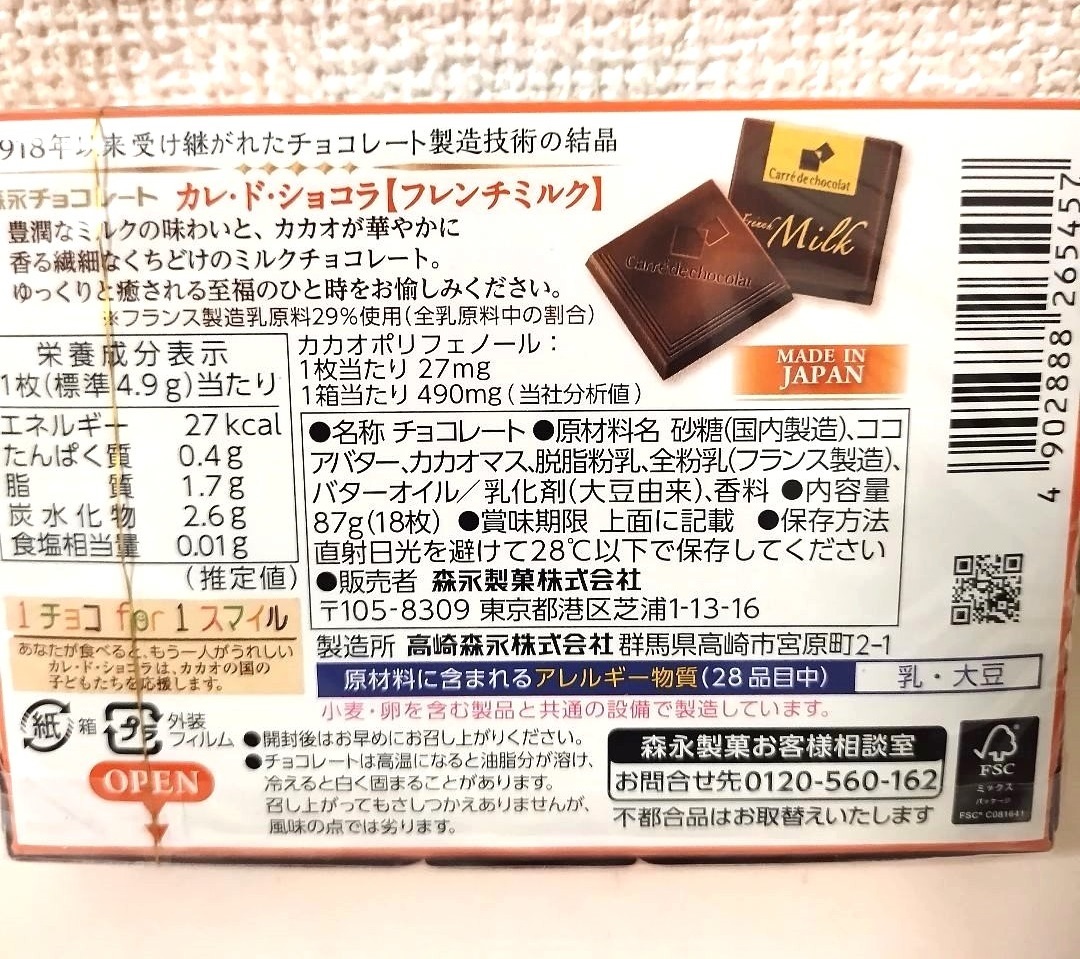 918年以来受け継がれたチョコレート製造技術の結晶
森永チョコレート カレ・ド・ショコラ【フレンチミルク】
豊潤なミルクの味わいと、カカオが華やかに
香る繊細なくちどけのミルクチョコレート。
ゆっくりと癒される至福のひと時をお愉しみください。
※フランス製造乳原料29%使用(全乳原料中の割合)
Carré de chocolat
French Milk
Carré de chocolat
MADE IN
JAPAN
栄養成分表示
1枚(標準4.9g)当たり
エネルギー 27kcal
たんぱく質 0.4g
脂質 1.7g
炭水化物 2.6g
食塩相当量 0.01g
(推定値)
カカオポリフェノール:
1枚当たり 27mg
1箱当たり 490mg(当社分析値)
●名称 チョコレート ●原材料名 砂糖(国内製造)、ココ
アバター、カカオマス、脱脂粉乳、全粉乳(フランス製造)、
バターオイル/乳化剤(大豆由来)、香料 ●内容量
87g(18枚) ●賞味期限 上面に記載 ●保存方法
直射日光を避けて28℃以下で保存してください
●販売者 森永製菓株式会社
〒105-8309 東京都港区芝浦1-13-16
製造所 高崎森永株式会社 群馬県高崎市宮原町2-1
原材料に含まれるアレルギー物質(28品目中) 乳・大豆
小麦・卵を含む製品と共通の設備で製造しています。
1チョコ for 1スマイル
あなたが食べると、もう一人がうれしい
カレ・ド・ショコラは、カカオの国の
子どもたちを応援します。
紙 箱 プラ 外装
フィルム
OPEN
●開封後はお早めにお召し上がりください。
●チョコレートは高温になると油脂分が溶け、
冷えると白く固まることがあります。
召し上がってもさしつかえありませんが、
風味の点では劣ります。
森永製菓お客様相談室
お問合せ先0120-560-162
不都合品はお取替えいたします
FSC
ミックス
パッケージ
FSC® C081641
4 902888 265457